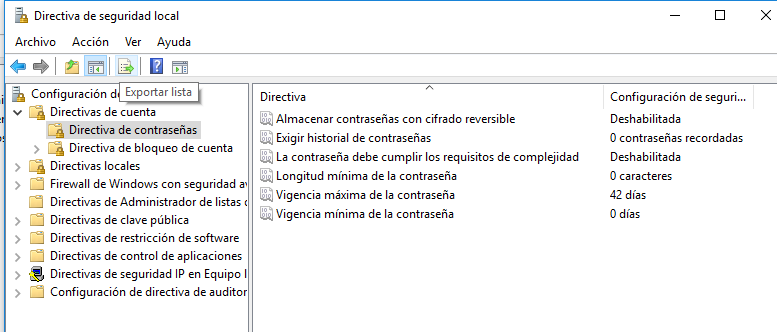 Directiva de seguridad local
Archivo Acción Ver Ayuda
Exportar lista
Configuración de
Directivas de cuenta
Directiva de contraseñas
Directiva de bloqueo de cuenta
Directivas locales
Firewall de Windows con seguridad av
Directivas de Administrador de listas d
Directivas de clave pública
Directivas de restricción de software
Directivas de control de aplicaciones
Directivas de seguridad IP en Equipo l
Configuración de directiva de auditor
Directiva Configuración de seguri...
Almacenar contraseñas con cifrado reversible Deshabilitada
Exigir historial de contraseñas 0 contraseñas recordadas
La contraseña debe cumplir los requisitos de complejidad Deshabilitada
Longitud mínima de la contraseña 0 caracteres
Vigencia máxima de la contraseña 42 días
Vigencia mínima de la contraseña 0 días